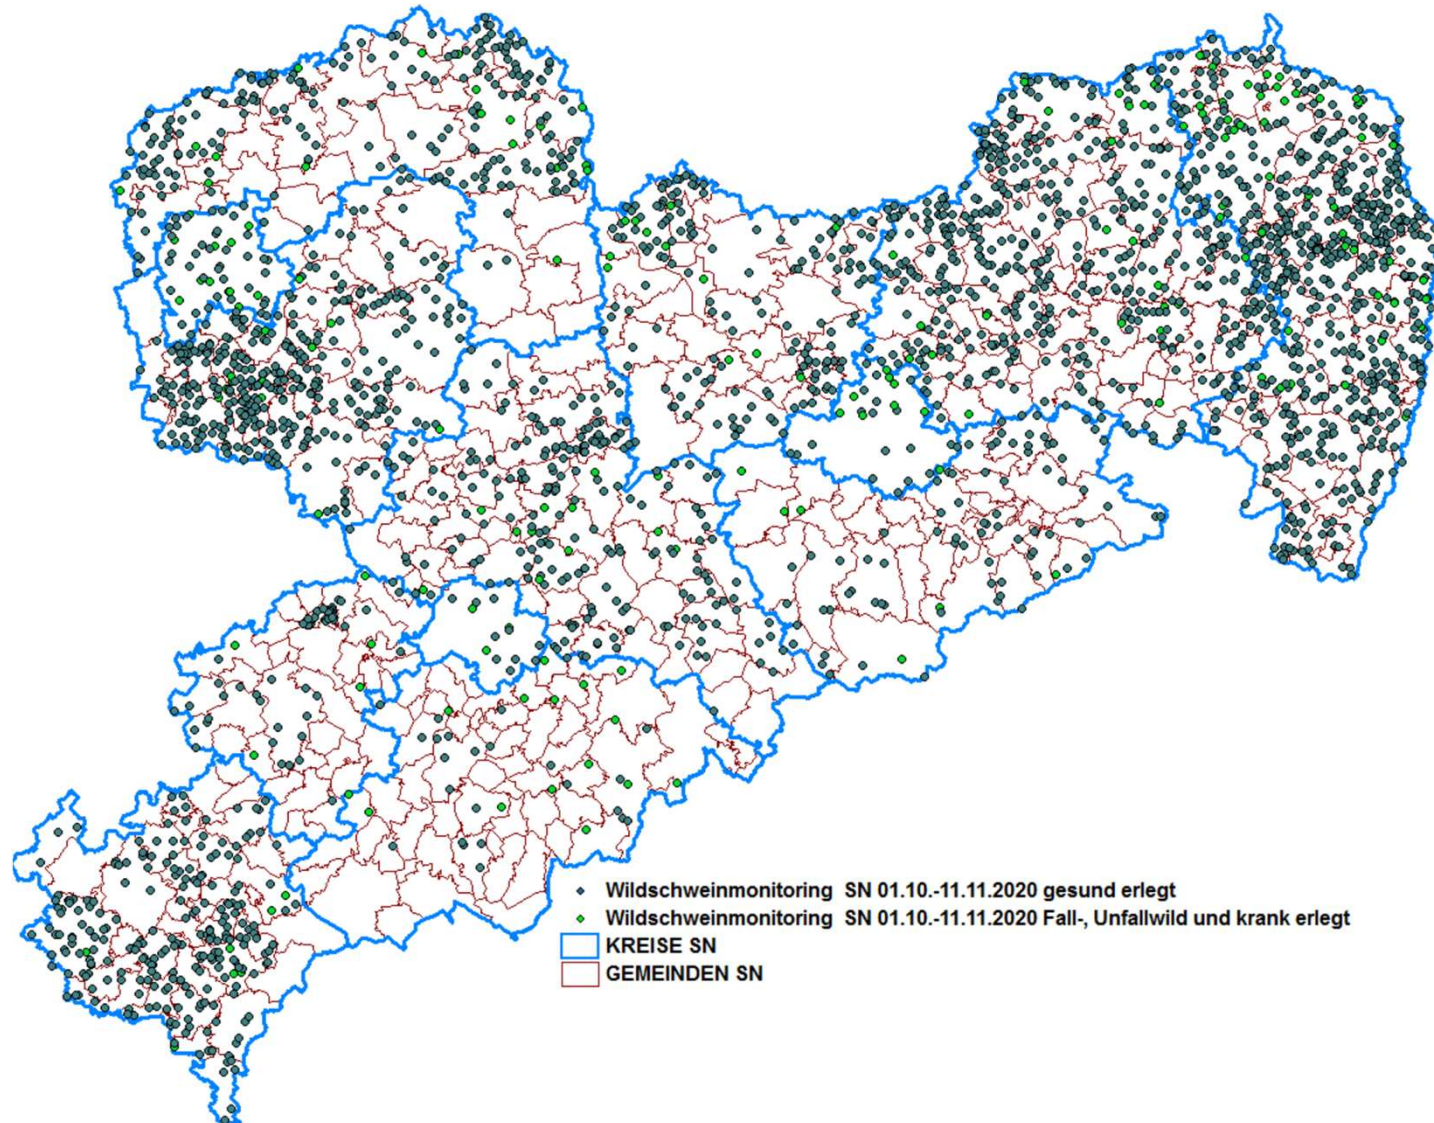 Wildschweinmonitoring SN 01.10.-11.11.2020 gesund erlegt
Wildschweinmonitoring SN 01.10.-11.11.2020 Fall-, Unfallwild und krank erlegt
KREISE SN
GEMEINDEN SN